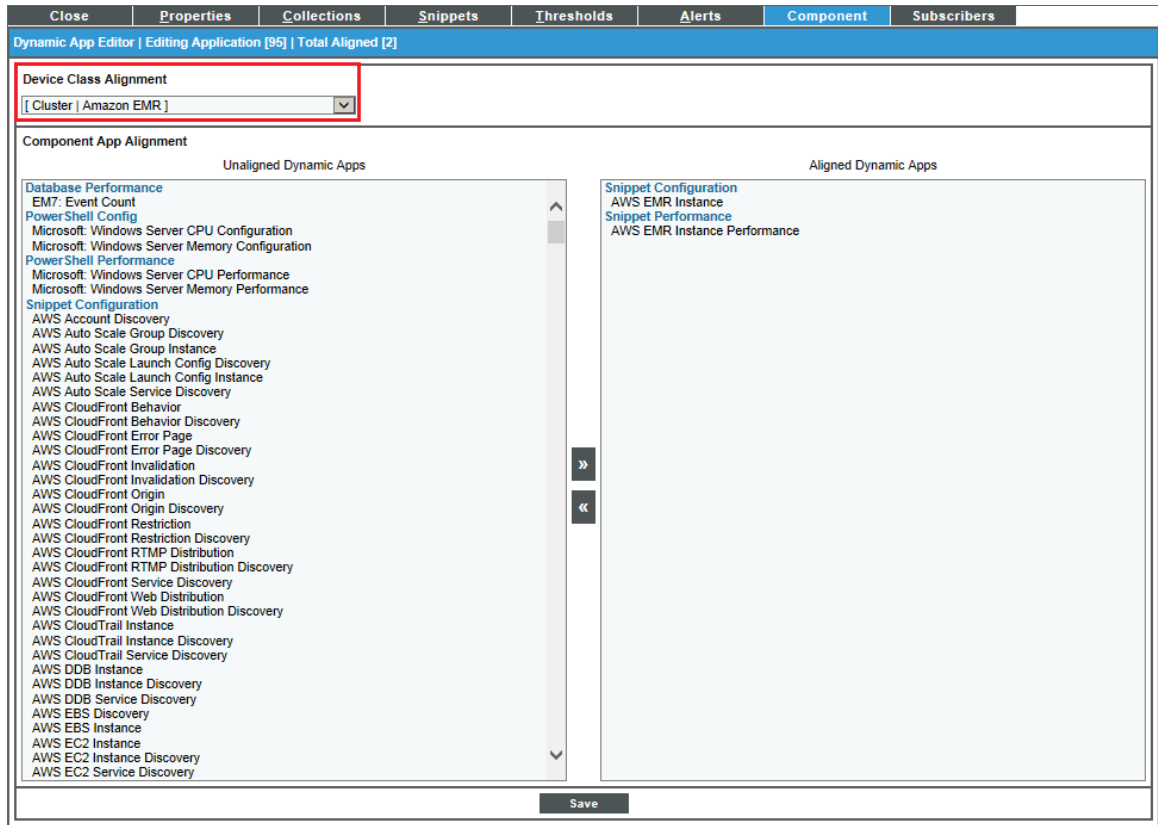 Close Properties Collections Snippets Thresholds Alerts Component Subscribers
Dynamic App Editor | Editing Application [95] | Total Aligned [2]
Device Class Alignment
[ Cluster | Amazon EMR ]
Component App Alignment
Unaligned Dynamic Apps
Database Performance
EM7: Event Count
PowerShell Config
Microsoft: Windows Server CPU Configuration
Microsoft: Windows Server Memory Configuration
PowerShell Performance
Microsoft: Windows Server CPU Performance
Microsoft: Windows Server Memory Performance
Snippet Configuration
AWS Account Discovery
AWS Auto Scale Group Discovery
AWS Auto Scale Group Instance
AWS Auto Scale Launch Config Discovery
AWS Auto Scale Launch Config Instance
AWS Auto Scale Service Discovery
AWS CloudFront Behavior
AWS CloudFront Behavior Discovery
AWS CloudFront Error Page
AWS CloudFront Error Page Discovery
AWS CloudFront Invalidation
AWS CloudFront Invalidation Discovery
AWS CloudFront Origin
AWS CloudFront Origin Discovery
AWS CloudFront Restriction
AWS CloudFront Restriction Discovery
AWS CloudFront RTMP Distribution
AWS CloudFront RTMP Distribution Discovery
AWS CloudFront Service Discovery
AWS CloudFront Web Distribution
AWS CloudFront Web Distribution Discovery
AWS CloudTrail Instance
AWS CloudTrail Instance Discovery
AWS CloudTrail Service Discovery
AWS DDB Instance
AWS DDB Instance Discovery
AWS DDB Service Discovery
AWS EBS Discovery
AWS EBS Instance
AWS EC2 Instance
AWS EC2 Instance Discovery
AWS EC2 Service Discovery
»
«
Aligned Dynamic Apps
Snippet Configuration
AWS EMR Instance
Snippet Performance
AWS EMR Instance Performance
Save